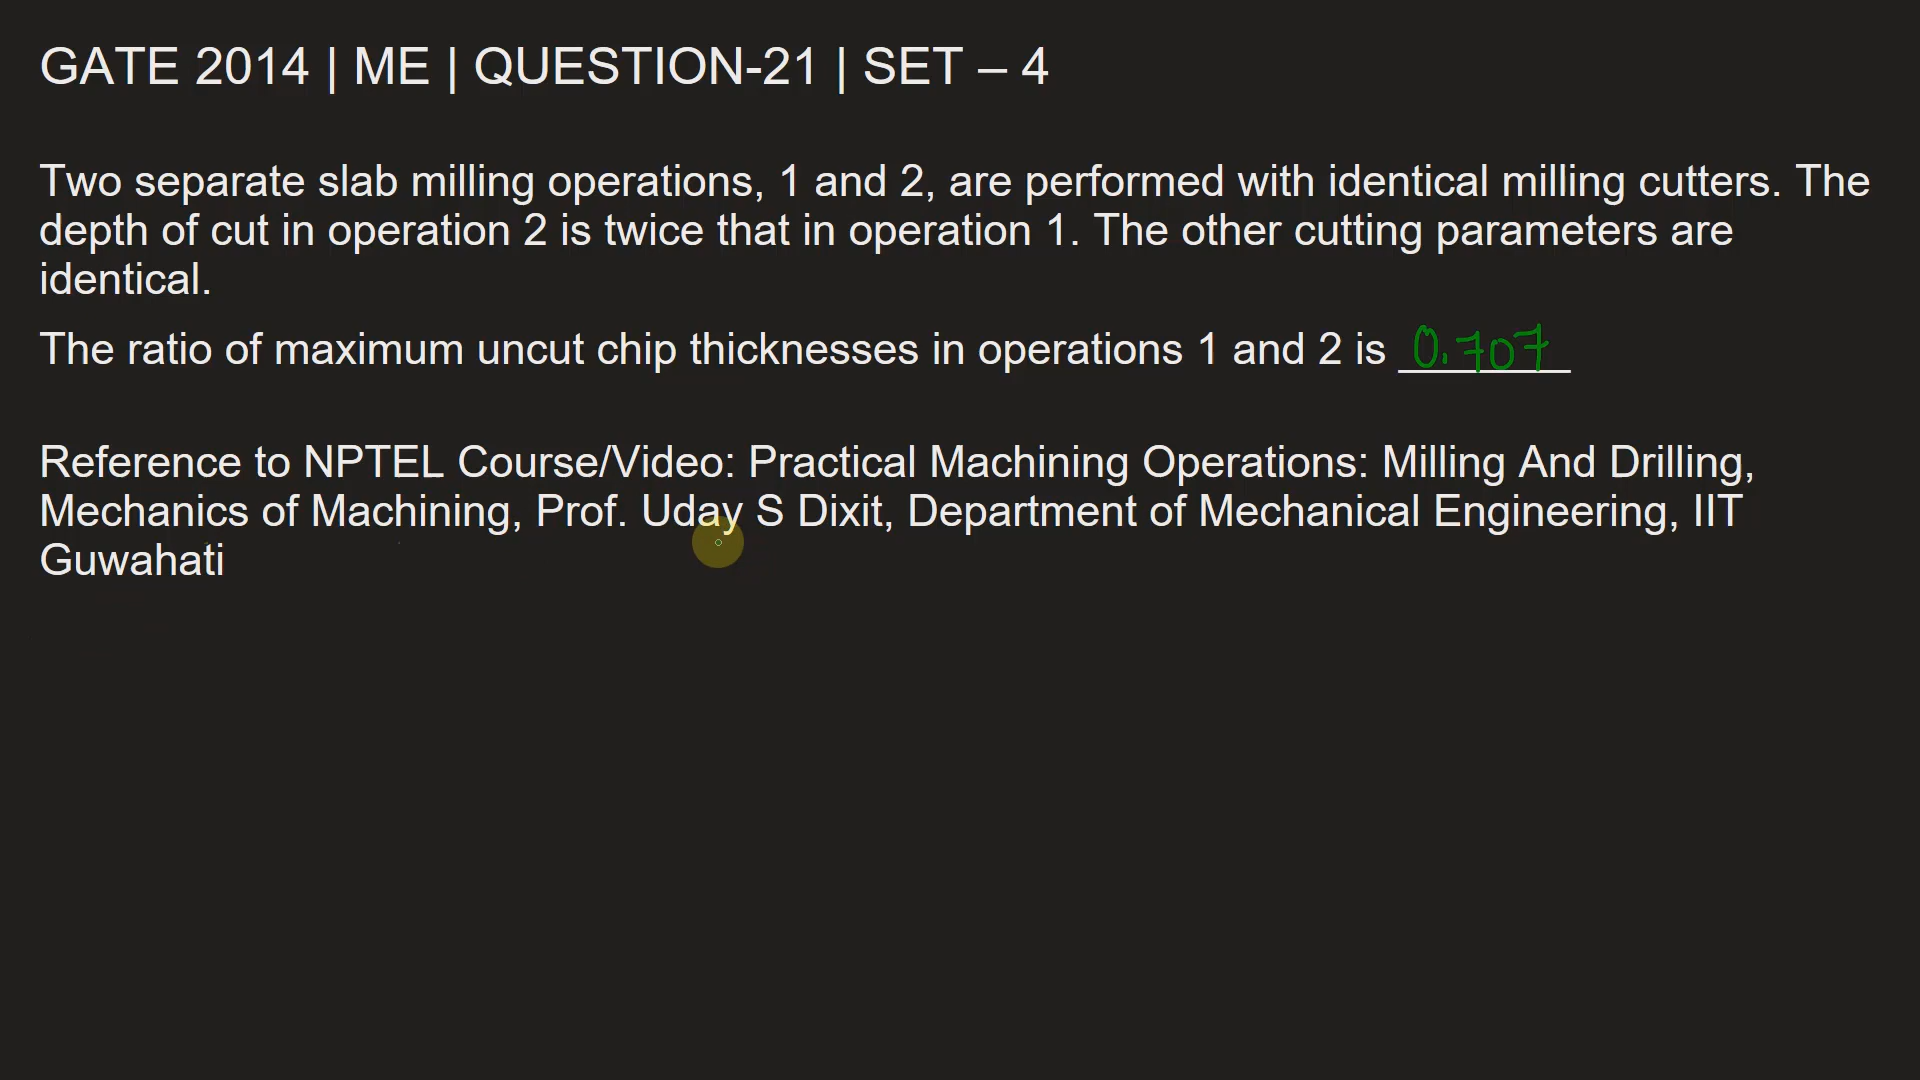 GATE 2014 | ME | QUESTION-21 | SET – 4
Two separate slab milling operations, 1 and 2, are performed with identical milling cutters. The
depth of cut in operation 2 is twice that in operation 1. The other cutting parameters are
identical.
The ratio of maximum uncut chip thicknesses in operations 1 and 2 is 0.707
Reference to NPTEL Course/Video: Practical Machining Operations: Milling And Drilling,
Mechanics of Machining, Prof. Uday S Dixit, Department of Mechanical Engineering, IIT
Guwahati